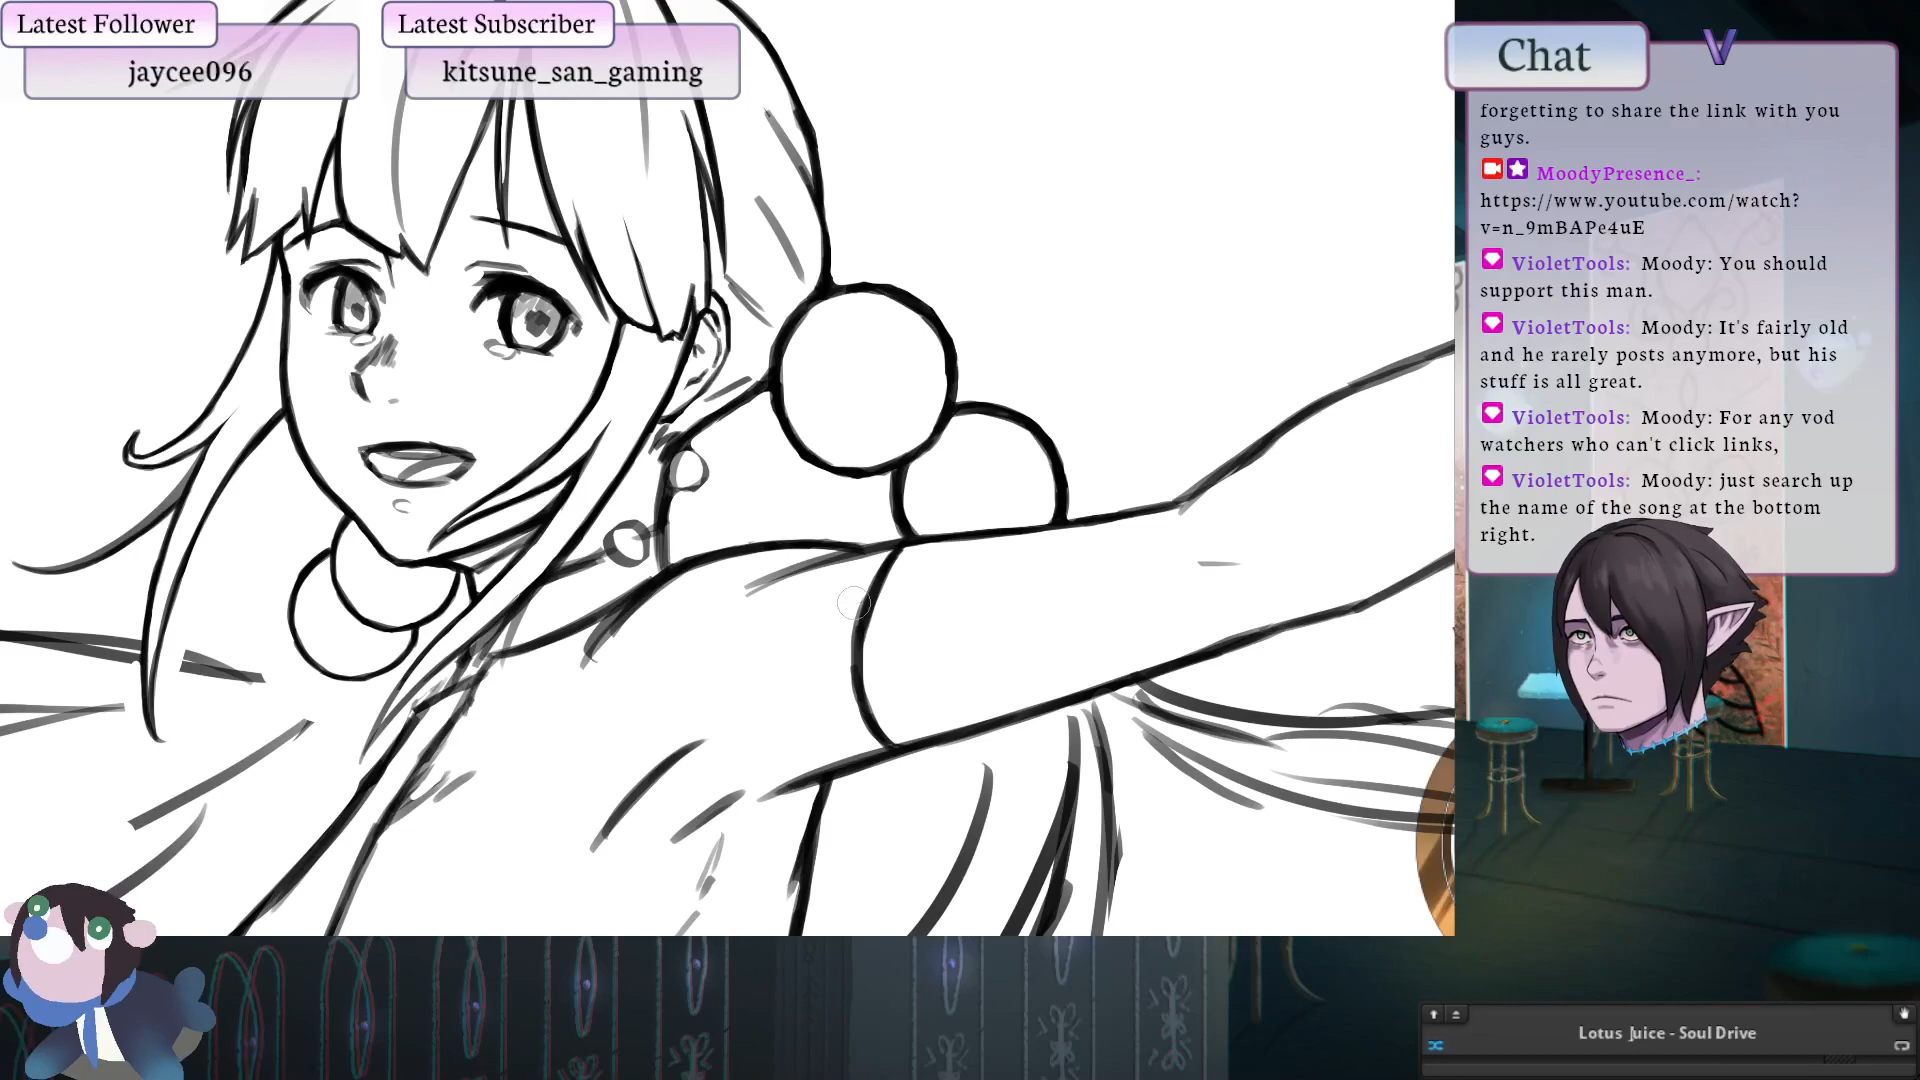 Latest Follower
jaycee096
Latest Subscriber
kitsune_san_gaming
Chat
V
forgetting to share the link with you
guys.
MoodyPresence_:
https://www.youtube.com/watch?
v=n_9mBAPe4uE
VioletTools: Moody: You should
support this man.
VioletTools: Moody: It's fairly old
and he rarely posts anymore, but his
stuff is all great.
VioletTools: Moody: For any vod
watchers who can't click links,
VioletTools: Moody: just search up
the name of the song at the bottom
right.
Lotus Juice - Soul Drive